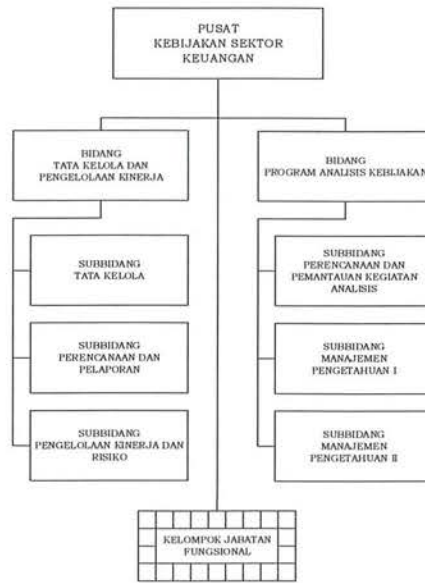 PUSAT
KEBIJAKAN SEKTOR
KEUANGAN
BIDANG
TATA KELOLA DAN
PENGELOLAAN KINERJA
BIDANG
PROGRAM ANALISIS KEBIJAKAN
SUBBIDANG
TATA KELOLA
SUBBIDANG
PERENCANAAN DAN
PELAPORAN
SUBBIDANG
PENGELOLAAN KINERJA DAN
RISIKO
SUBBIDANG
PERENCANAAN DAN
PEMANTAUAN KEGIATAN
ANALISIS
SUBBIDANG
MANAJEMEN
PENGETAHUAN I
SUBBIDANG
MANAJEMEN
PENGETAHUAN II
KELOMPOK JABATAN
FUNGSIONAL